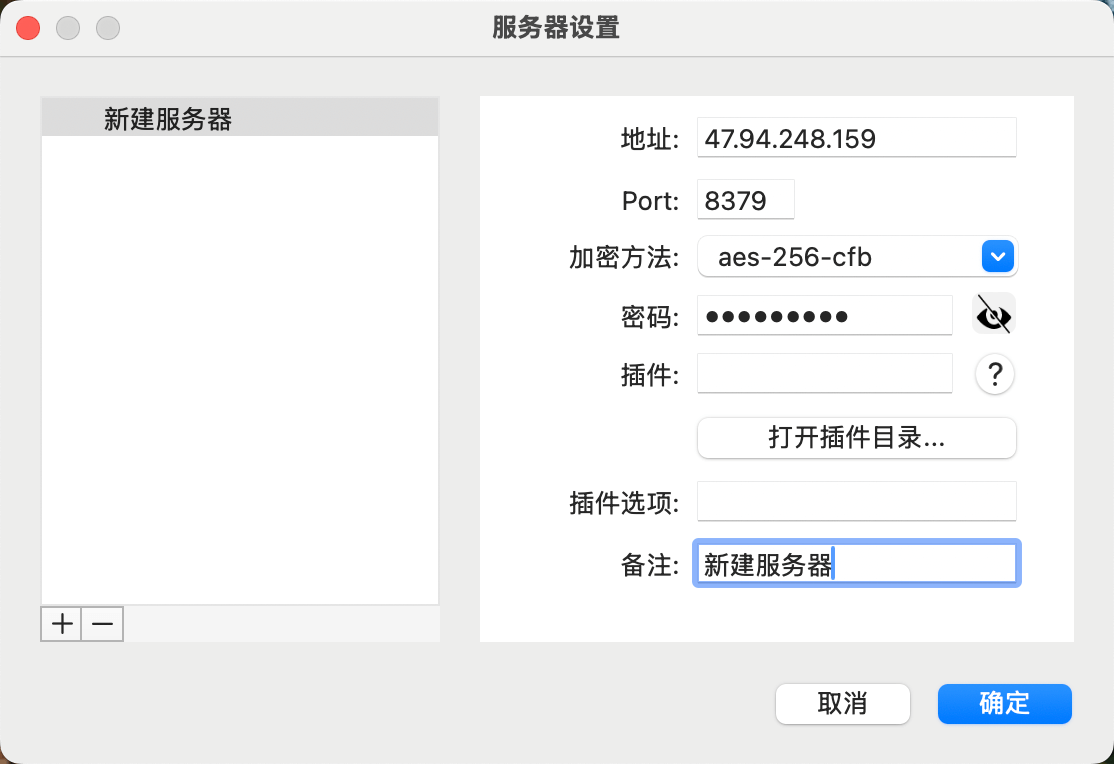 服务器设置
新建服务器
地址: 47.94.248.159
Port: 8379
加密方法: aes-256-cfb
密码: ●●●●●●●●●
插件: ?
打开插件目录...
插件选项:
备注: 新建服务器
+ −
取消 确定